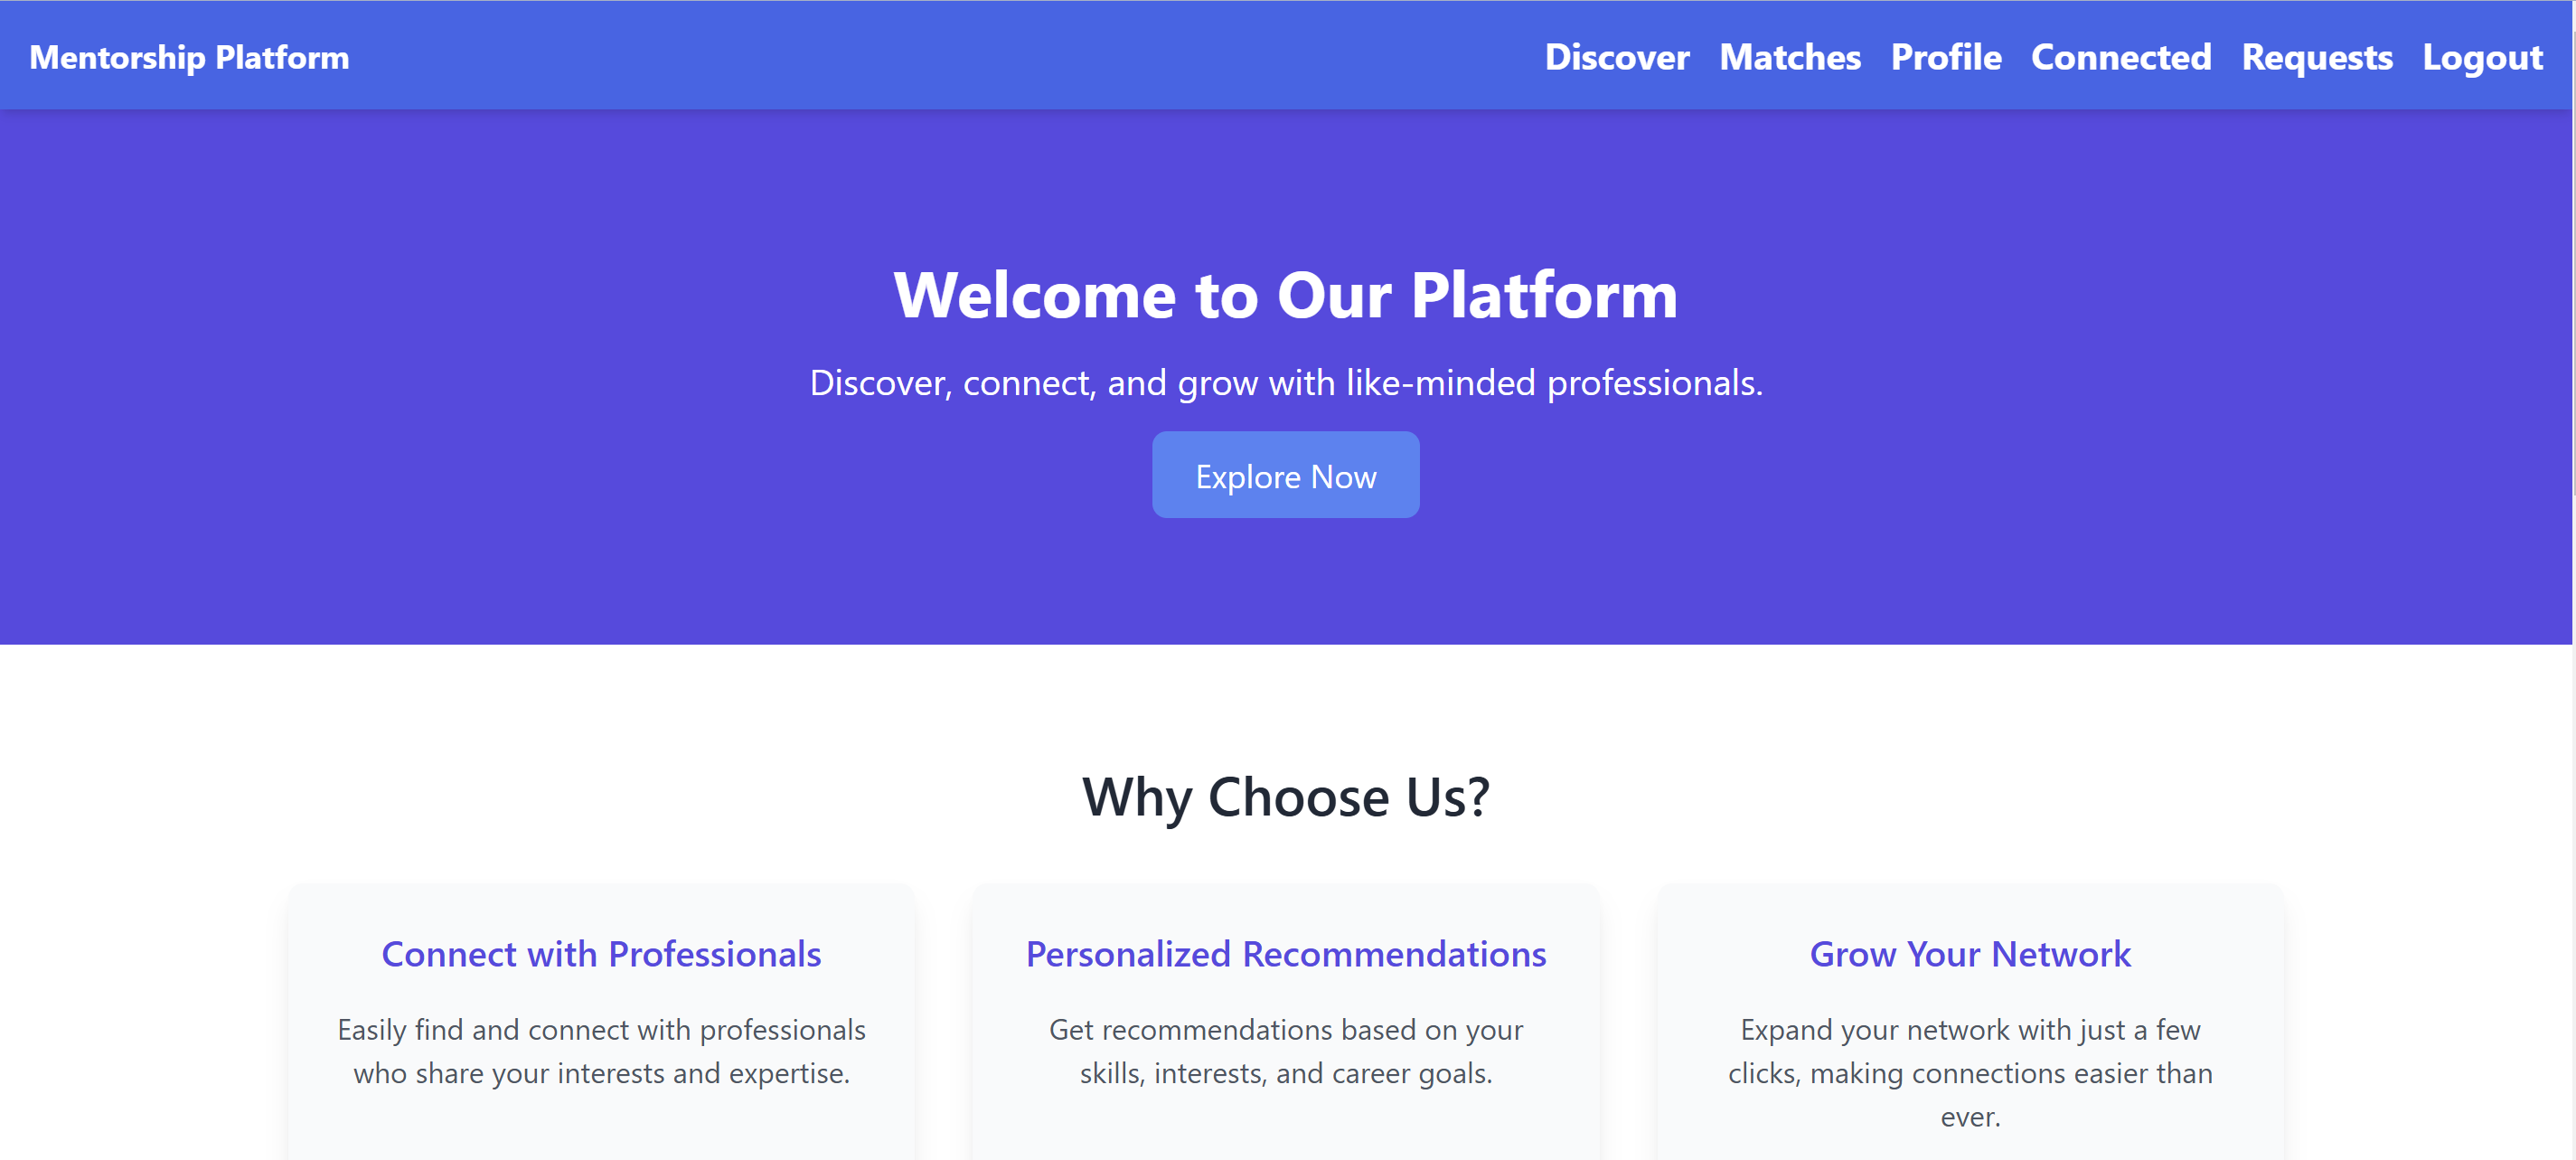 Mentorship Platform
Discover Matches Profile Connected Requests Logout
Welcome to Our Platform
Discover, connect, and grow with like-minded professionals.
Explore Now
Why Choose Us?
Connect with Professionals
Easily find and connect with professionals
who share your interests and expertise.
Personalized Recommendations
Get recommendations based on your
skills, interests, and career goals.
Grow Your Network
Expand your network with just a few
clicks, making connections easier than
ever.